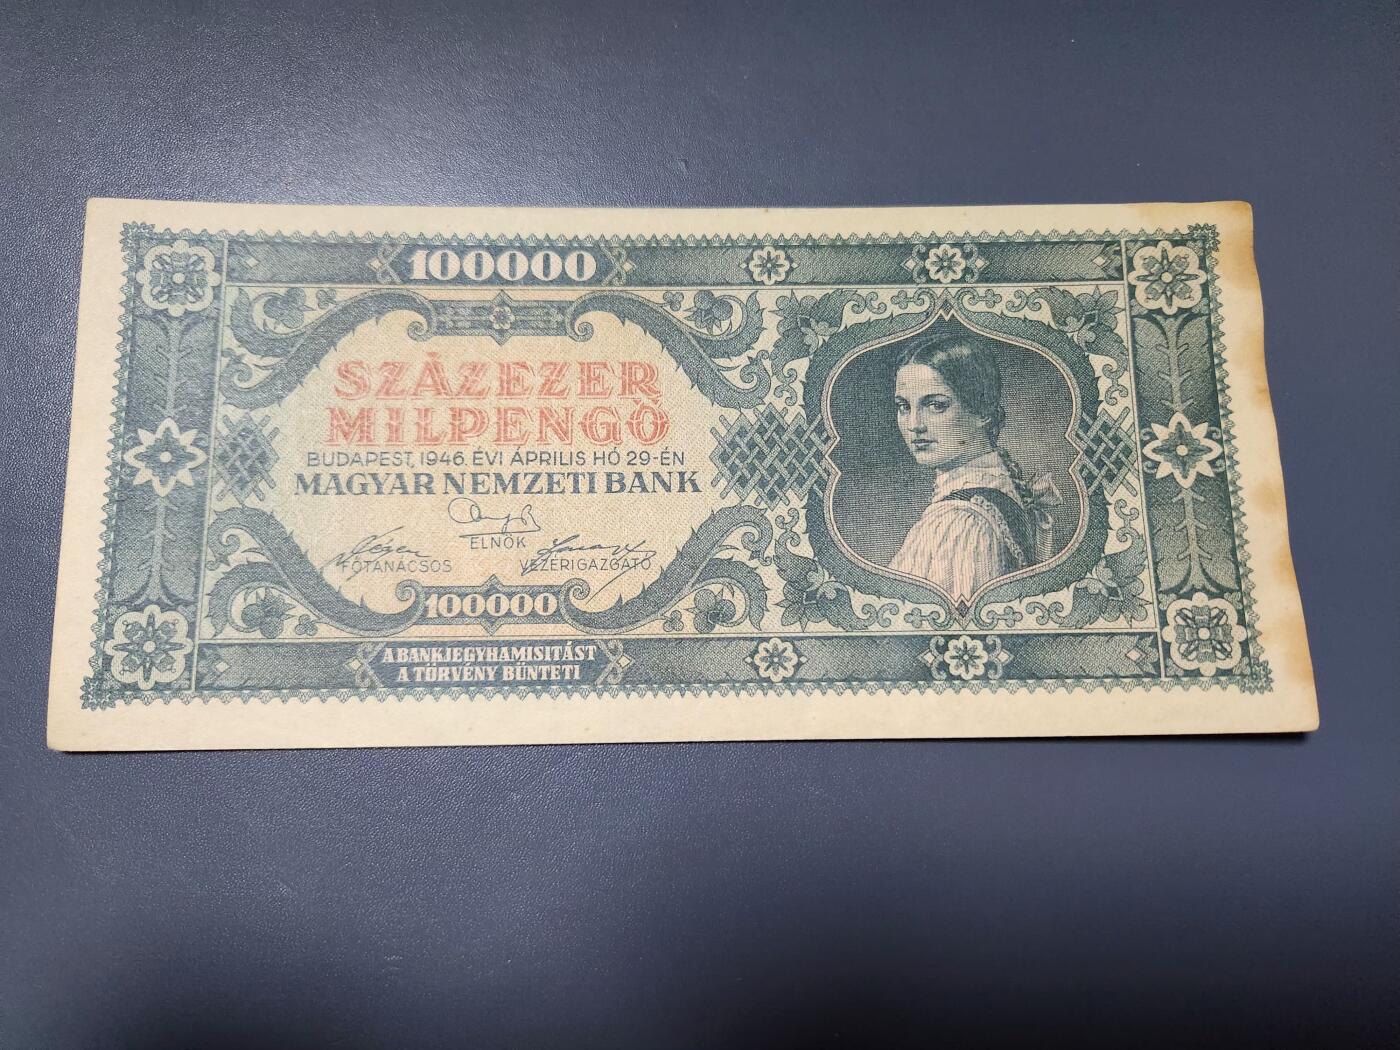 100000
SZÁZEZER
MILPENGŐ
BUDAPEST, 1946. ÉVI ÁPRILIS HÓ 29-ÉN
MAGYAR NEMZETI BANK
ELNÖK
FŐTANÁCSOS VEZÉRIGAZGATÓ
100000
A BANKJEGYHAMISITÁST
A TÖRVÉNY BÜNTETI